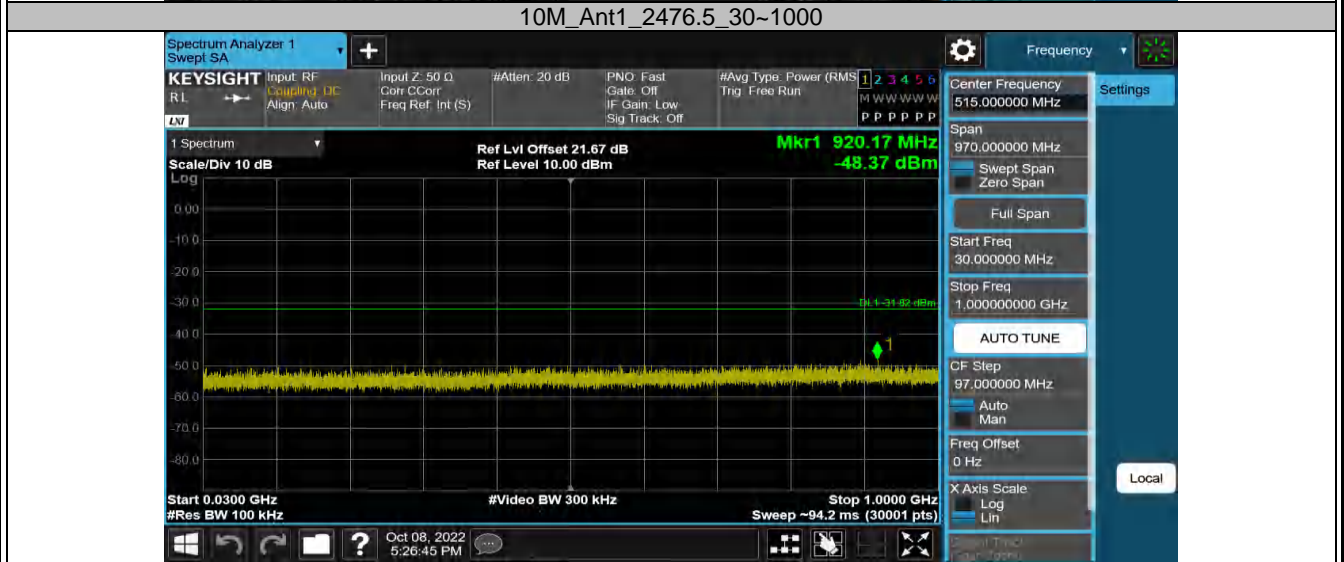 10M_Ant1_2476.5_30~1000
Spectrum Analyzer 1
Swept SA
+
Frequency
KEYSIGHT
RL
LXI
Input: RF
Coupling: DC
Align: Auto
Input Z: 50 Ω
Corr CCorr
Freq Ref: Int (S)
#Atten: 20 dB
PNO: Fast
Gate: Off
IF Gain: Low
Sig Track: Off
#Avg Type: Power (RMS
Trig: Free Run
1 2 3 4 5 6
M W W W W W
P P P P P P
1 Spectrum
Scale/Div 10 dB
Ref Lvl Offset 21.67 dB
Ref Level 10.00 dBm
Mkr1 920.17 MHz
-48.37 dBm
Log
0.00
-10.0
-20.0
-30.0
DL1 -31.92 dBm
-40.0
1
-50.0
-60.0
-70.0
-80.0
Start 0.0300 GHz
#Res BW 100 kHz
#Video BW 300 kHz
Stop 1.0000 GHz
Sweep ~94.2 ms (30001 pts)
?
Oct 08, 2022
5:26:45 PM
Center Frequency
515.000000 MHz
Settings
Span
970.000000 MHz
Swept Span
Zero Span
Full Span
Start Freq
30.000000 MHz
Stop Freq
1.000000000 GHz
AUTO TUNE
CF Step
97.000000 MHz
Auto
Man
Freq Offset
0 Hz
X Axis Scale
Log
Lin
Local